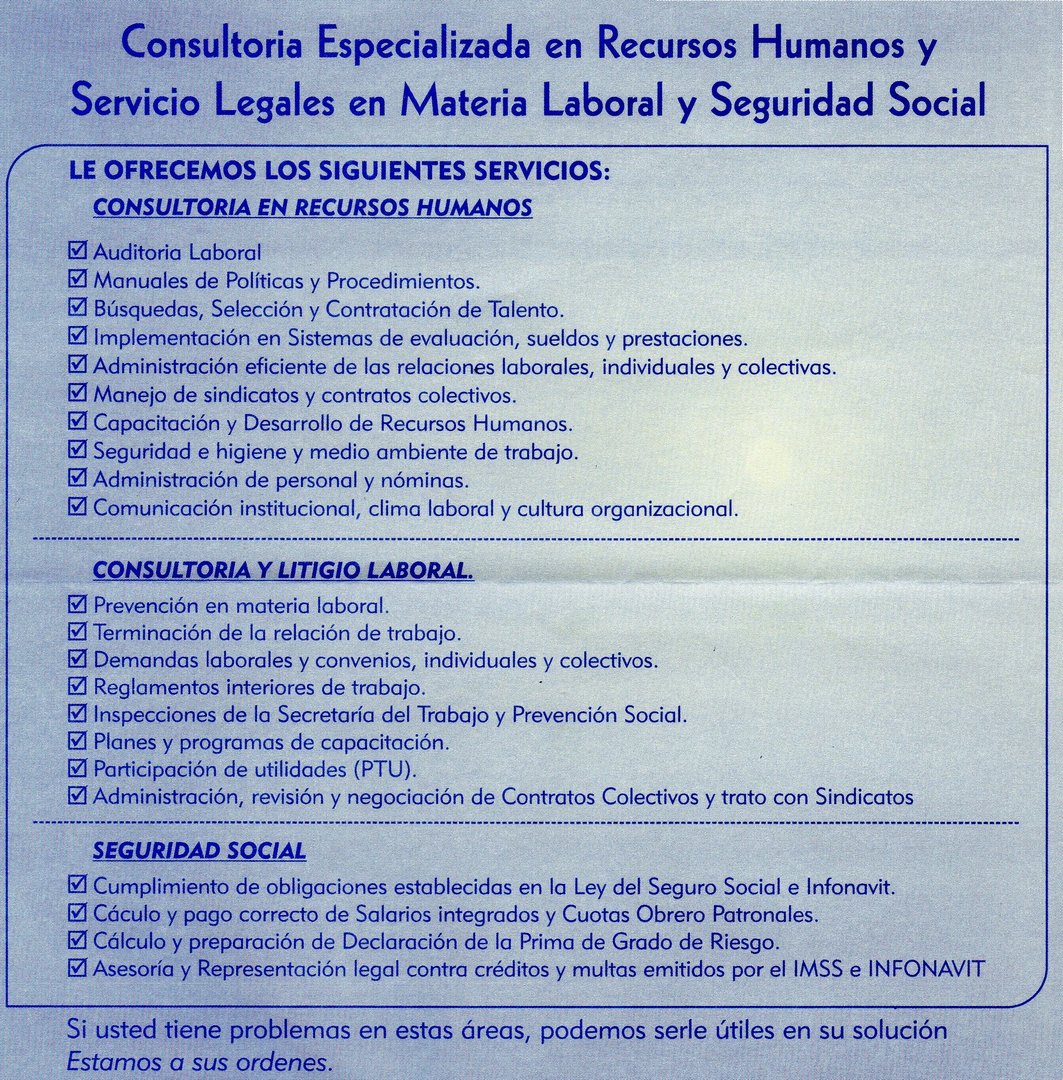 Consultoria Especializada en Recursos Humanos y
Servicio Legales en Materia Laboral y Seguridad Social
LE OFRECEMOS LOS SIGUIENTES SERVICIOS:
CONSULTORIA EN RECURSOS HUMANOS
☑ Auditoria Laboral
☑ Manuales de Políticas y Procedimientos.
☑ Búsquedas, Selección y Contratación de Talento.
☑ Implementación en Sistemas de evaluación, sueldos y prestaciones.
☑ Administración eficiente de las relaciones laborales, individuales y colectivas.
☑ Manejo de sindicatos y contratos colectivos.
☑ Capacitación y Desarrollo de Recursos Humanos.
☑ Seguridad e higiene y medio ambiente de trabajo.
☑ Administración de personal y nóminas.
☑ Comunicación institucional, clima laboral y cultura organizacional.
CONSULTORIA Y LITIGIO LABORAL.
☑ Prevención en materia laboral.
☑ Terminación de la relación de trabajo.
☑ Demandas laborales y convenios, individuales y colectivos.
☑ Reglamentos interiores de trabajo.
☑ Inspecciones de la Secretaría del Trabajo y Prevención Social.
☑ Planes y programas de capacitación.
☑ Participación de utilidades (PTU).
☑ Administración, revisión y negociación de Contratos Colectivos y trato con Sindicatos
SEGURIDAD SOCIAL
☑ Cumplimiento de obligaciones establecidas en la Ley del Seguro Social e Infonavit.
☑ Cáculo y pago correcto de Salarios integrados y Cuotas Obrero Patronales.
☑ Cálculo y preparación de Declaración de la Prima de Grado de Riesgo.
☑ Asesoría y Representación legal contra créditos y multas emitidos por el IMSS e INFONAVIT
Si usted tiene problemas en estas áreas, podemos serle útiles en su solución
Estamos a sus ordenes.